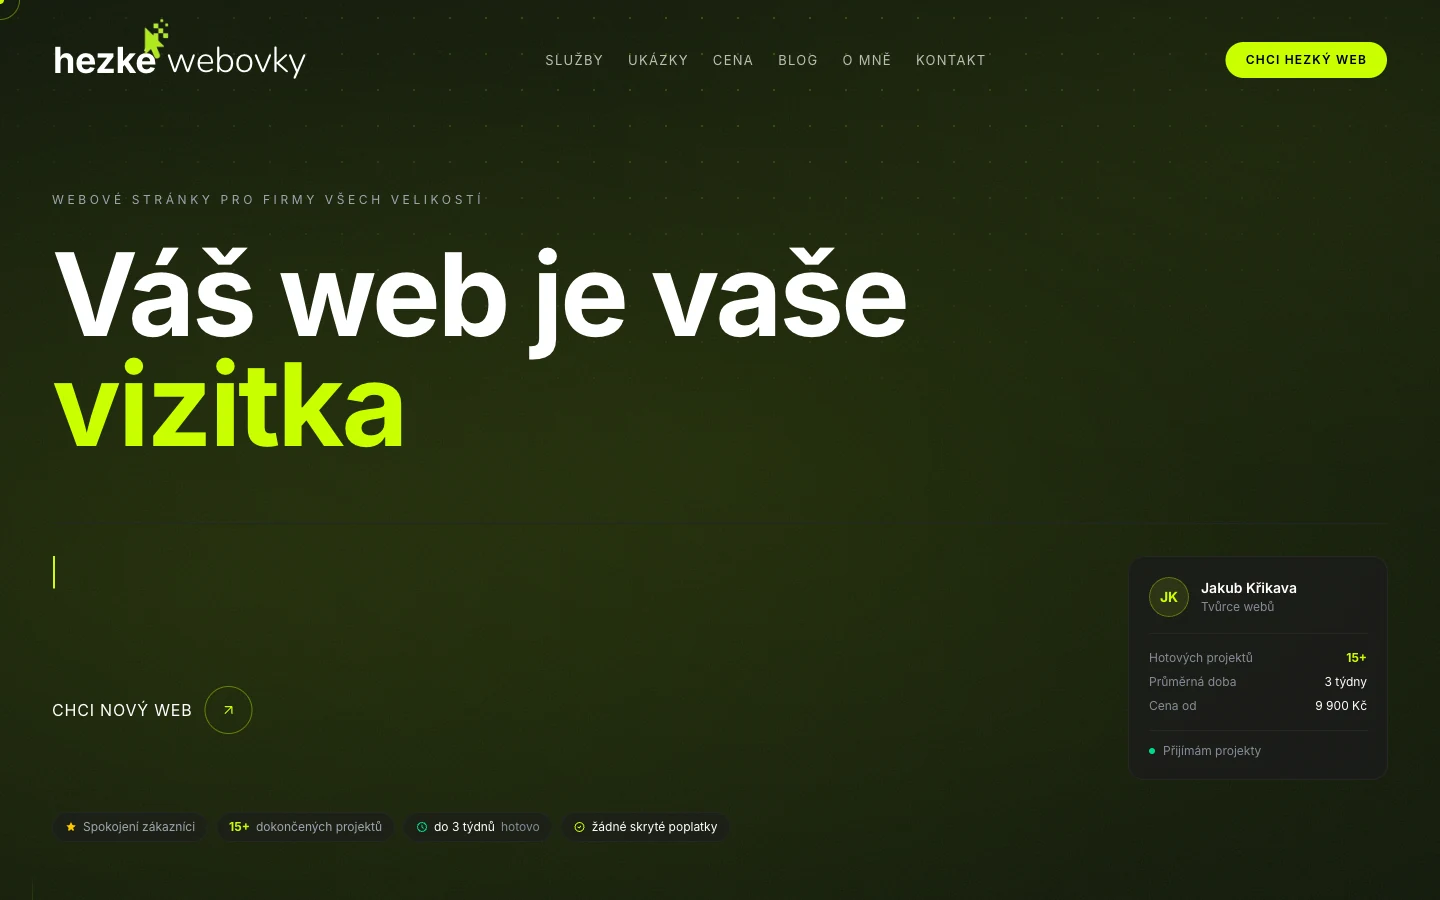 hezké webovky
SLUŽBY UKÁZKY CENA BLOG O MNĚ KONTAKT
CHCI HEZKÝ WEB
WEBOVÉ STRÁNKY PRO FIRMY VŠECH VELIKOSTÍ
Váš web je vaše
vizitka
JK
Jakub Křikava
Tvůrce webů
Hotových projektů 15+
Průměrná doba 3 týdny
Cena od 9 900 Kč
Přijímám projekty
CHCI NOVÝ WEB
Spokojení zákazníci
15+ dokončených projektů
do 3 týdnů hotovo
žádné skryté poplatky